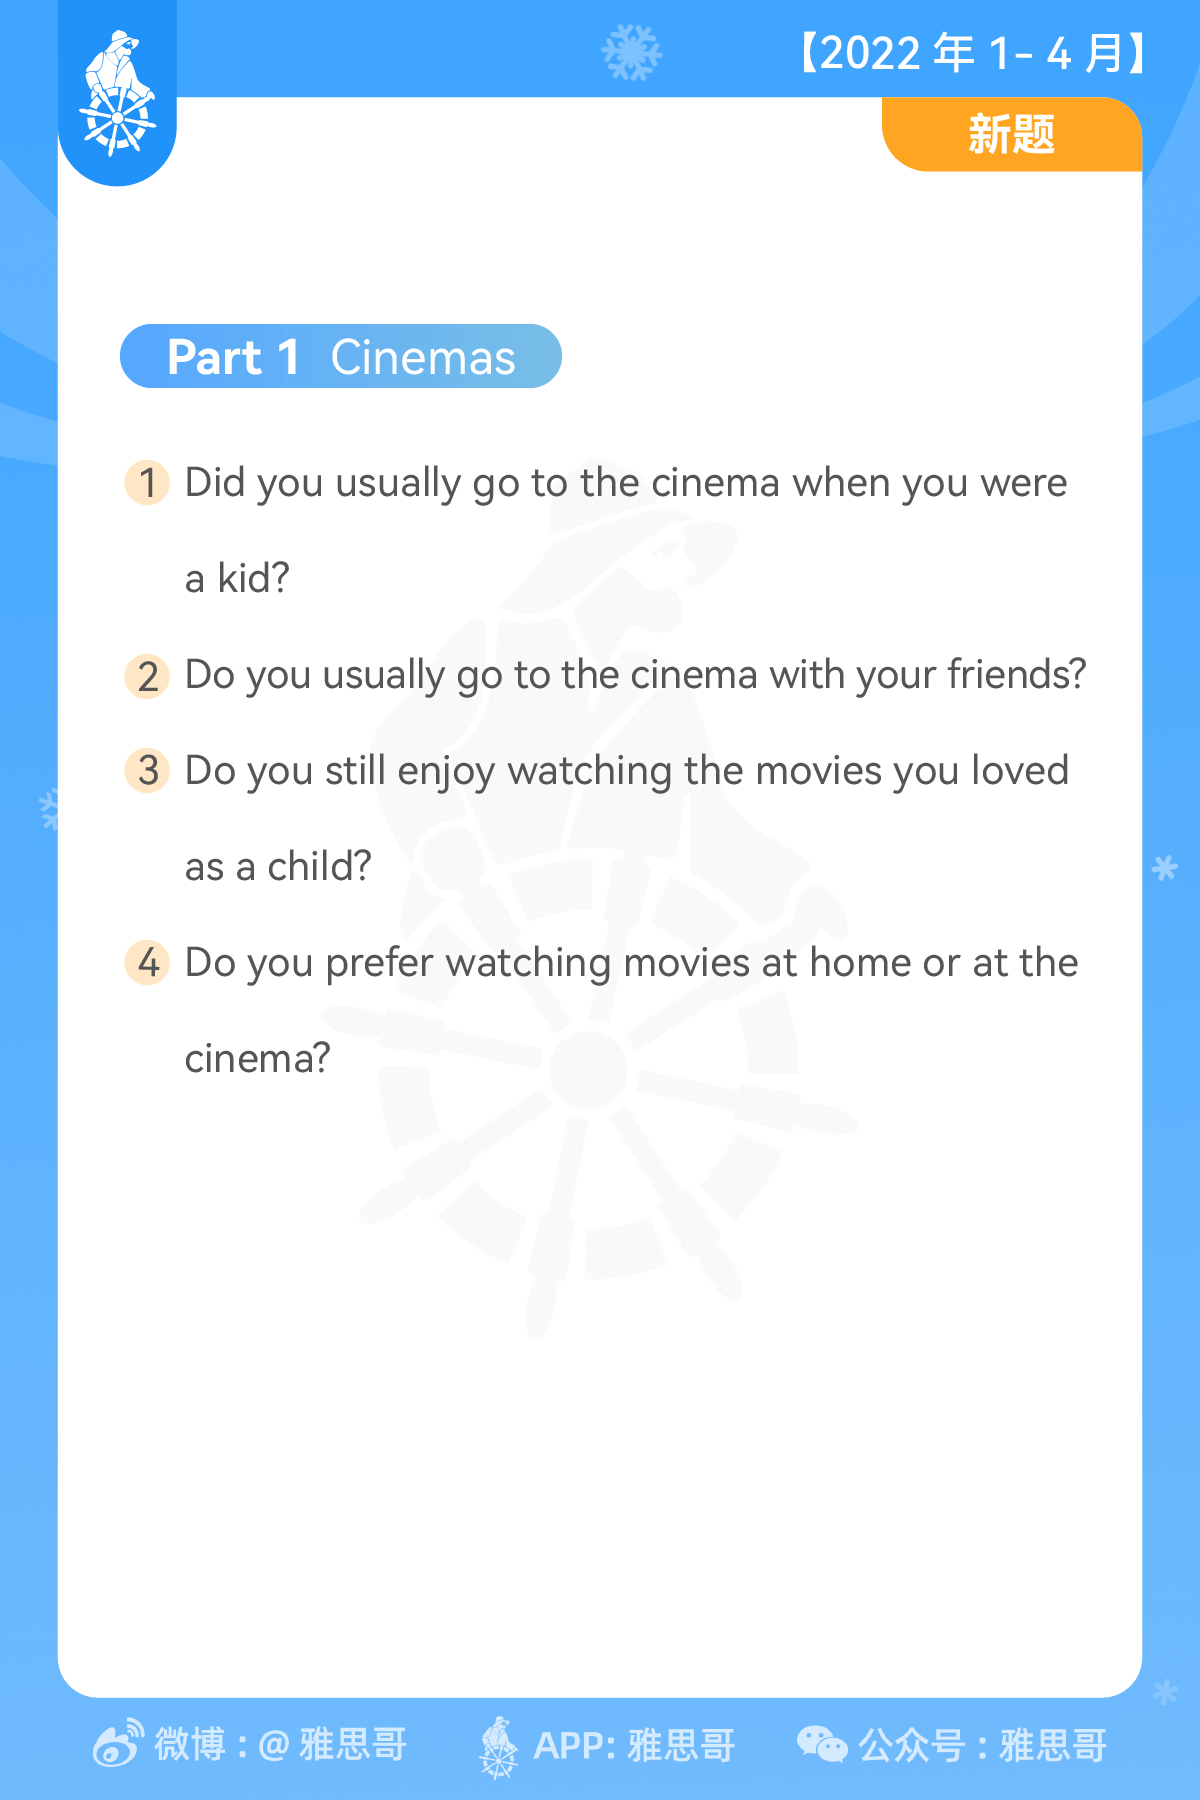 【2022 年 1- 4 月】
新题
Part 1 Cinemas
1 Did you usually go to the cinema when you were
a kid?
2 Do you usually go to the cinema with your friends?
3 Do you still enjoy watching the movies you loved
as a child?
4 Do you prefer watching movies at home or at the
cinema?
微博：@ 雅思哥 APP: 雅思哥 公众号：雅思哥